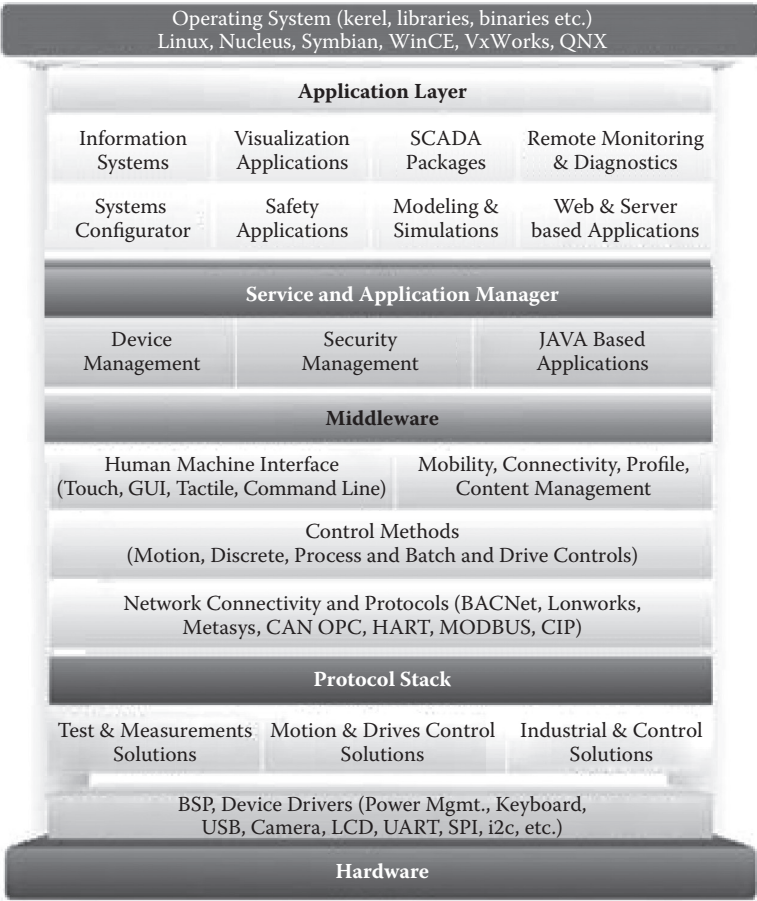 Operating System (kerel, libraries, binaries etc.)
Linux, Nucleus, Symbian, WinCE, VxWorks, QNX
Application Layer
Information
Systems
Visualization
Applications
SCADA
Packages
Remote Monitoring
& Diagnostics
Systems
Configurator
Safety
Applications
Modeling &
Simulations
Web & Server
based Applications
Service and Application Manager
Device
Management
Security
Management
JAVA Based
Applications
Middleware
Human Machine Interface
(Touch, GUI, Tactile, Command Line)
Mobility, Connectivity, Profile,
Content Management
Control Methods
(Motion, Discrete, Process and Batch and Drive Controls)
Network Connectivity and Protocols (BACNet, Lonworks,
Metasys, CAN OPC, HART, MODBUS, CIP)
Protocol Stack
Test & Measurements
Solutions
Motion & Drives Control
Solutions
Industrial & Control
Solutions
BSP, Device Drivers (Power Mgmt., Keyboard,
USB, Camera, LCD, UART, SPI, i2c, etc.)
Hardware